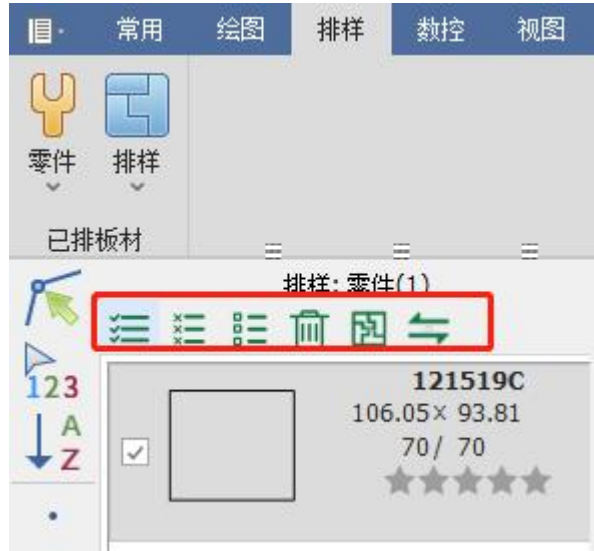 常用 绘图 排样 数控 视图
零件 排样
已排板材
排样: 零件(1)
123
A
Z
121519C
106.05× 93.81
70/ 70